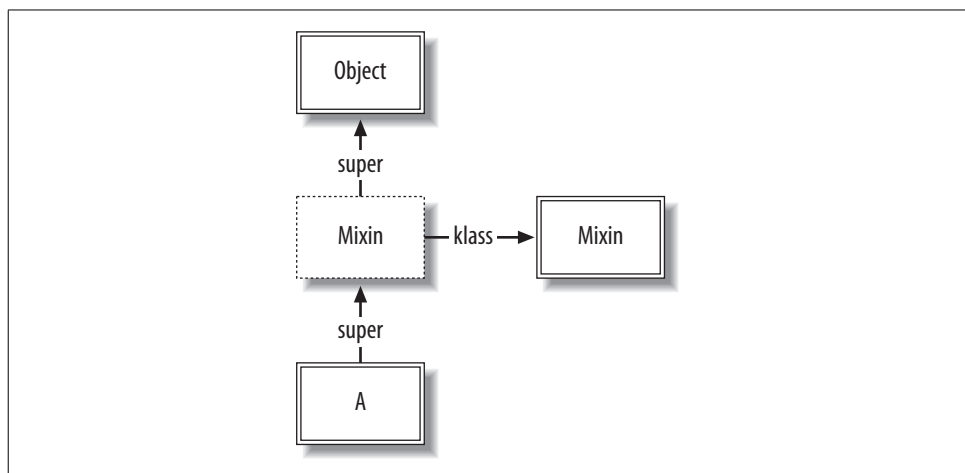 Object
super
Mixin
klass
Mixin
super
A